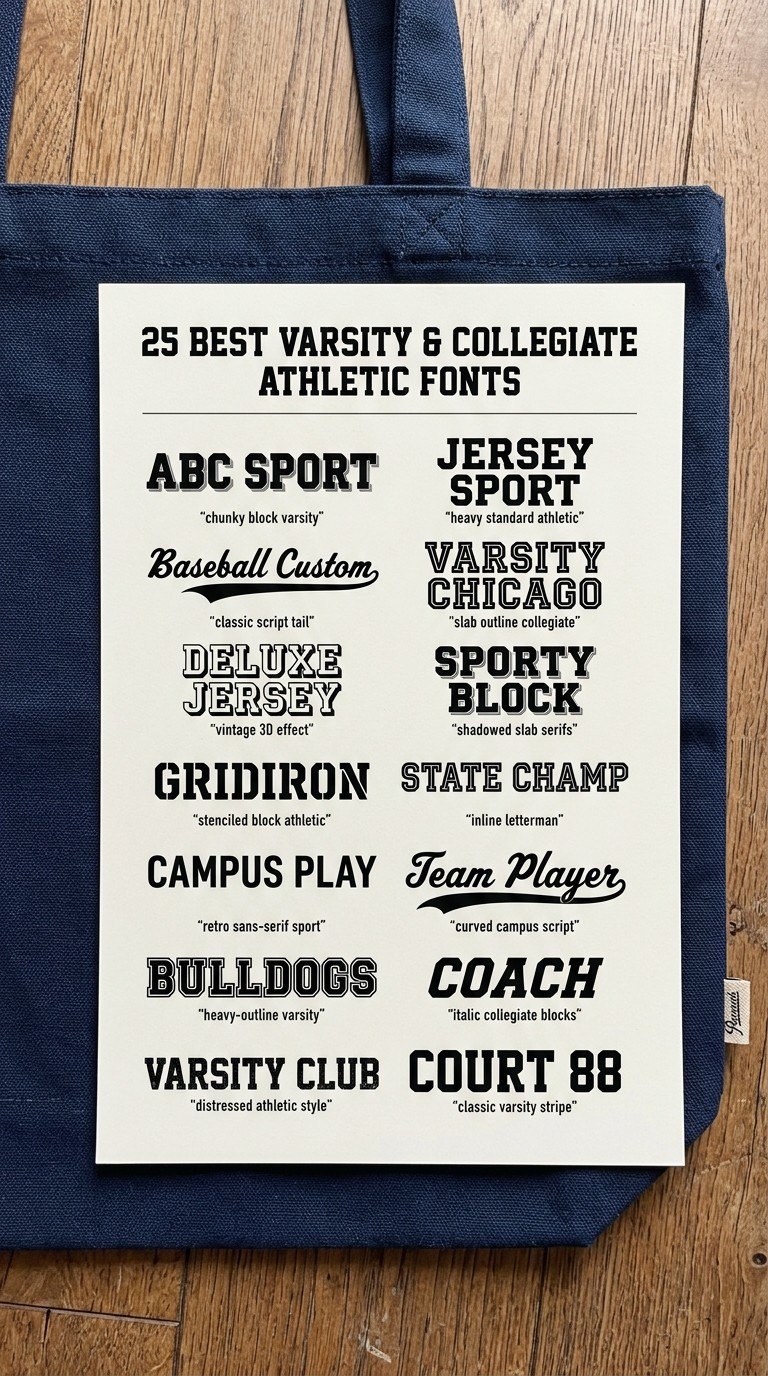 25 BEST VARSITY & COLLEGIATE
ATHLETIC FONTS
ABC SPORT
"chunky block varsity"
JERSEY
SPORT
"heavy standard athletic"
Baseball Custom
"classic script tail"
VARSITY
CHICAGO
"slab outline collegiate"
DELUXE
JERSEY
"vintage 3D effect"
SPORTY
BLOCK
"shadowed slab serifs"
GRIDIRON
"stenciled block athletic"
STATE CHAMP
"inline letterman"
CAMPUS PLAY
"retro sans-serif sport"
Team Player
"curved campus script"
BULLDOGS
"heavy-outline varsity"
COACH
"italic collegiate blocks"
VARSITY CLUB
"distressed athletic style"
COURT 88
"classic varsity stripe"